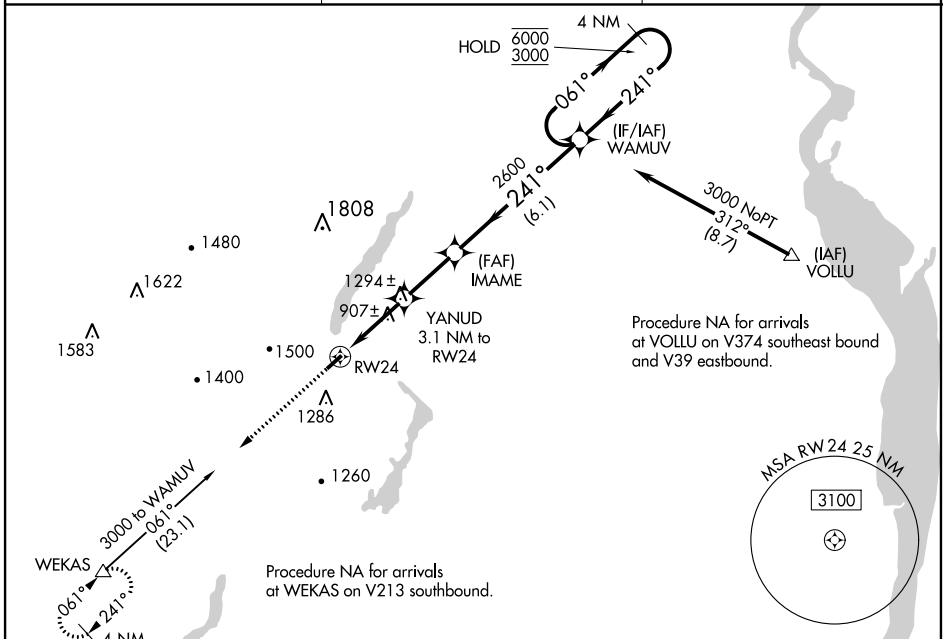 4 NM
HOLD
6000
3000
061°
241°
(IF/IAF)
WAMUV
2600
241°
(6.1)
3000 NoPT
312°
(8.7)
(IAF)
VOLLU
1808
1480
(FAF)
IMAME
1622
1294±
907±
YANUD
3.1 NM to
RW24
1583
1500
RW24
1400
1286
Procedure NA for arrivals
at VOLLU on V374 southeast bound
and V39 eastbound.
1260
MSA RW24 25 NM
3100
3000 to WAMUV
061°
(23.1)
WEKAS
061°
241°
4 NM
Procedure NA for arrivals
at WEKAS on V213 southbound.